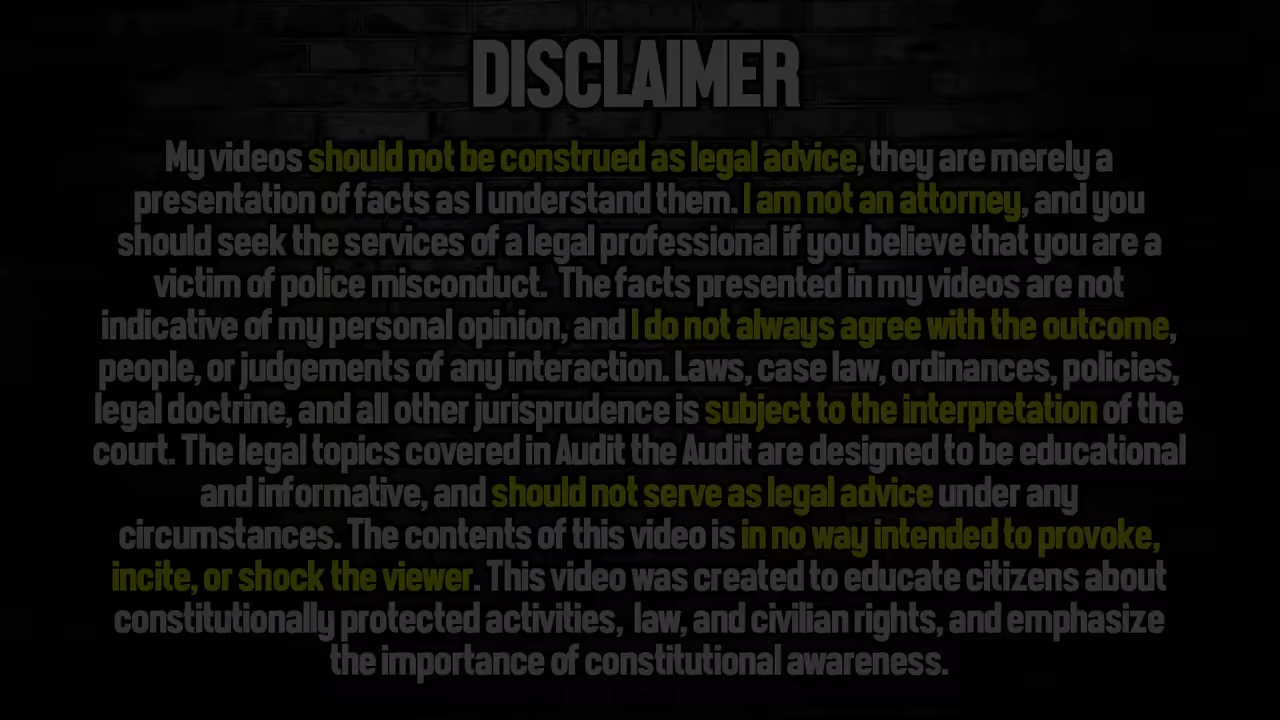 DISCLAIMER
My videos should not be construed as legal advice, they are merely a
presentation of facts as I understand them. I am not an attorney, and you
should seek the services of a legal professional if you believe that you are a
victim of police misconduct. The facts presented in my videos are not
indicative of my personal opinion, and I do not always agree with the outcome,
people, or judgements of any interaction. Laws, case law, ordinances, policies,
legal doctrine, and all other jurisprudence is subject to the interpretation of the
court. The legal topics covered in Audit the Audit are designed to be educational
and informative, and should not serve as legal advice under any
circumstances. The contents of this video is in no way intended to provoke,
incite, or shock the viewer. This video was created to educate citizens about
constitutionally protected activities, law, and civilian rights, and emphasize
the importance of constitutional awareness.